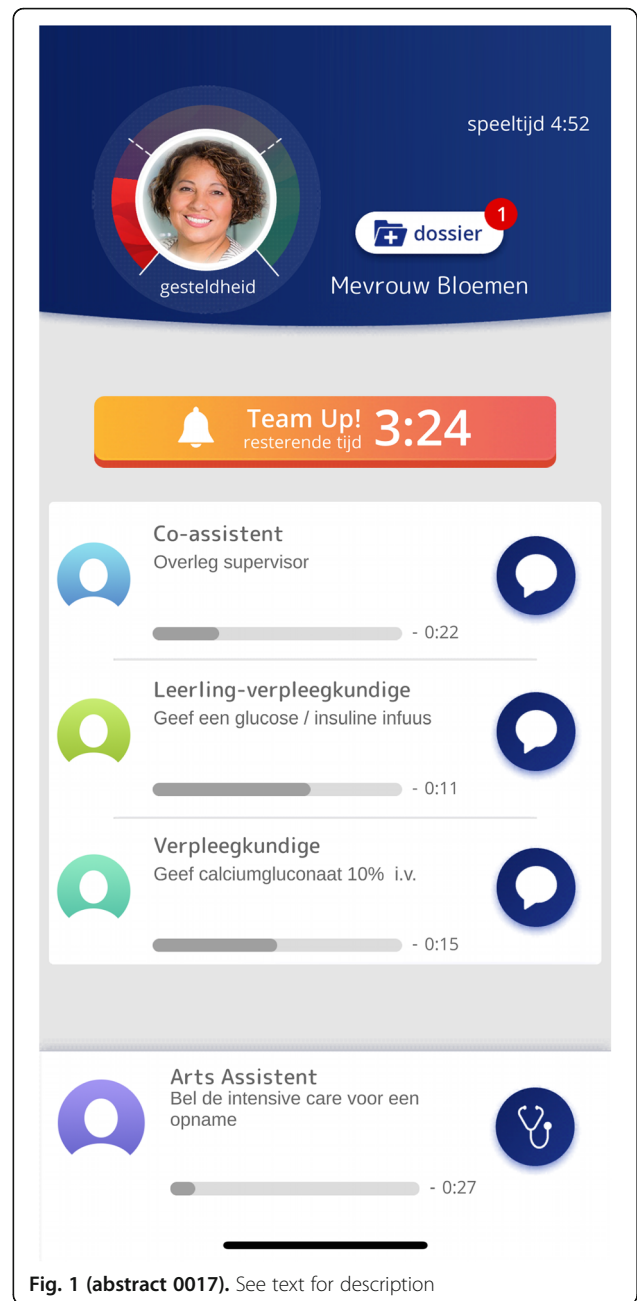 speeltijd 4:52
1
dossier
gesteldheid
Mevrouw Bloemen
Team Up!
resterende tijd
3:24
Co-assistent
Overleg supervisor
- 0:22
Leerling-verpleegkundige
Geef een glucose / insuline infuus
- 0:11
Verpleegkundige
Geef calciumgluconaat 10% i.v.
- 0:15
Arts Assistent
Bel de intensive care voor een
opname
- 0:27
Fig. 1 (abstract 0017). See text for description